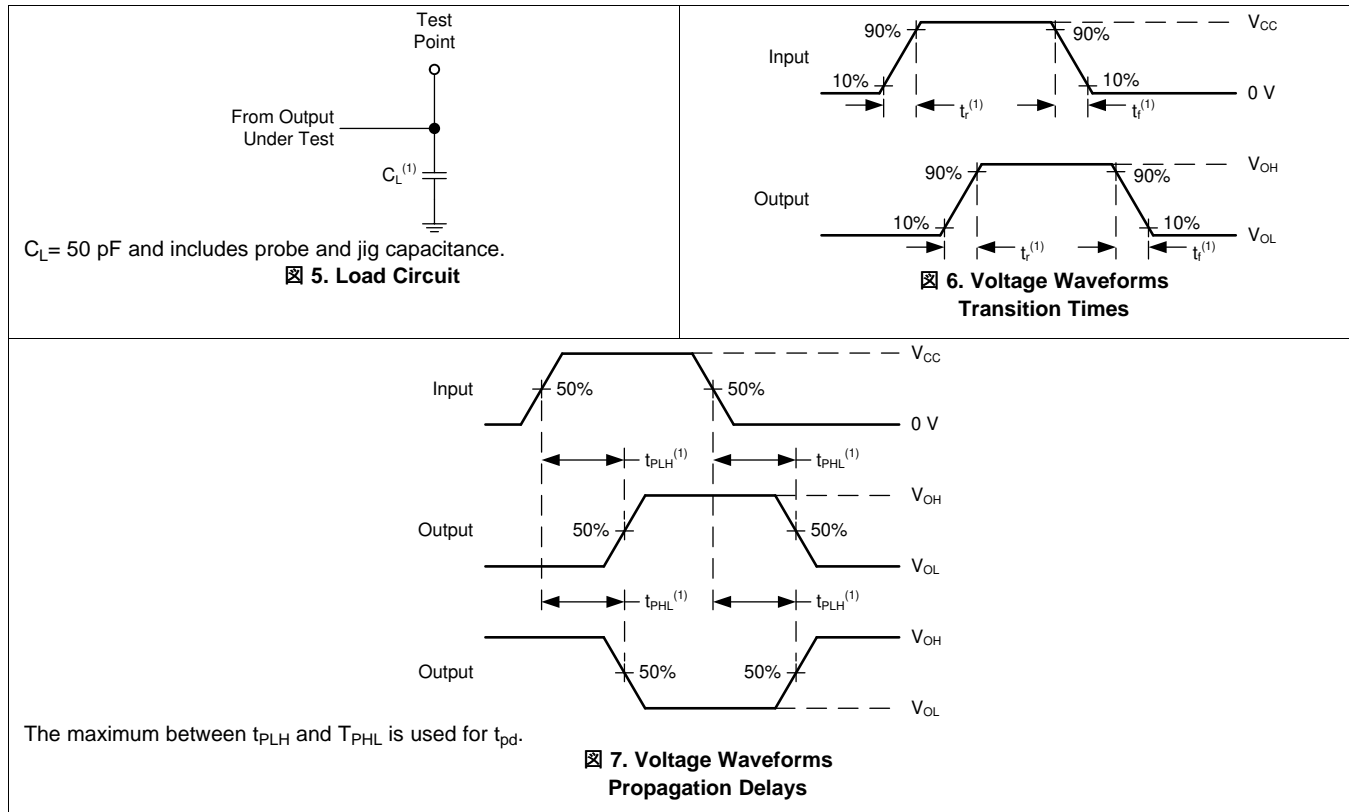 Test
Point
From Output
Under Test
C_L^(1)
C_L= 50 pF and includes probe and jig capacitance.
図 5. Load Circuit
V_CC
90%
90%
Input
10%
10%
0 V
t_r^(1)
t_f^(1)
V_OH
90%
90%
Output
10%
10%
V_OL
t_r^(1)
t_f^(1)
図 6. Voltage Waveforms
Transition Times
V_CC
Input
50%
50%
0 V
t_PLH^(1)
t_PHL^(1)
V_OH
Output
50%
50%
V_OL
t_PHL^(1)
t_PLH^(1)
V_OH
Output
50%
50%
V_OL
The maximum between t_PLH and T_PHL is used for t_pd.
図 7. Voltage Waveforms
Propagation Delays